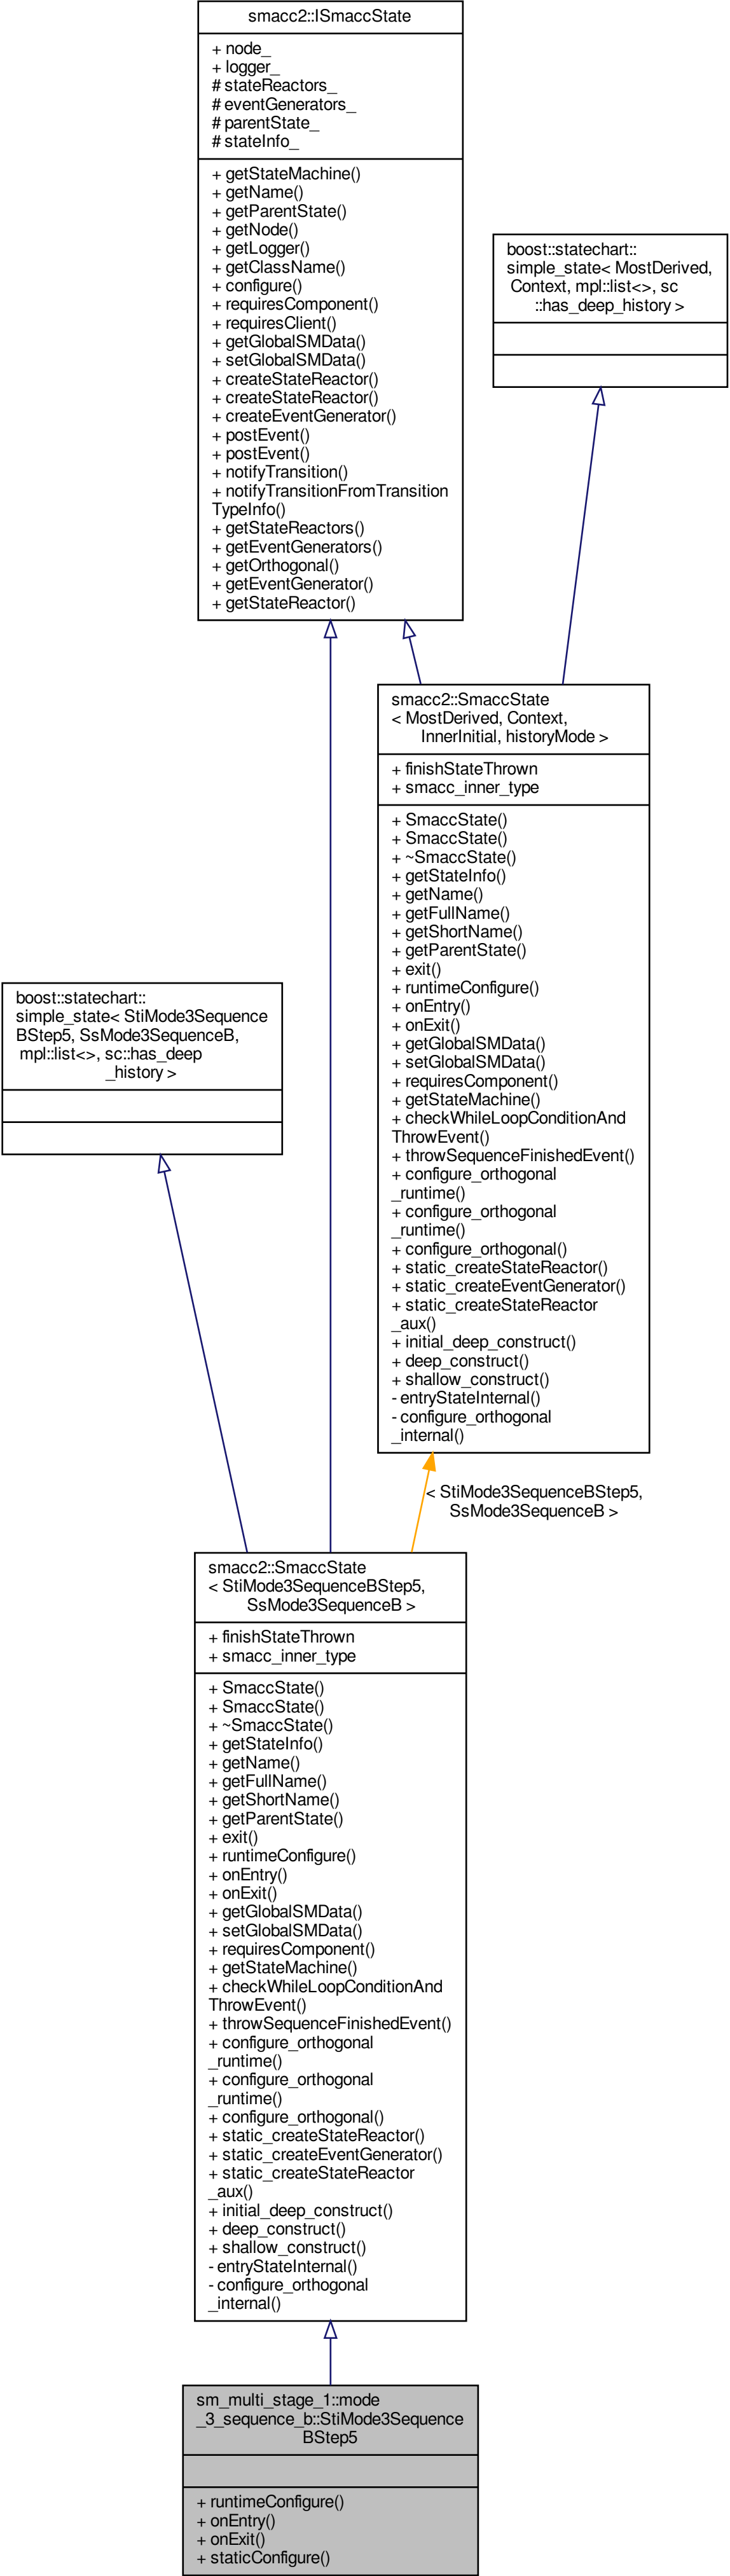 smacc2::ISmaccState
+ node_
+ logger_
# stateReactors_
# eventGenerators_
# parentState_
# stateInfo_
+ getStateMachine()
+ getName()
+ getParentState()
+ getNode()
+ getLogger()
+ getClassName()
+ configure()
+ requiresComponent()
+ requiresClient()
+ getGlobalSMData()
+ setGlobalSMData()
+ createStateReactor()
+ createStateReactor()
+ createEventGenerator()
+ postEvent()
+ postEvent()
+ notifyTransition()
+ notifyTransitionFromTransition
TypeInfo()
+ getStateReactors()
+ getEventGenerators()
+ getOrthogonal()
+ getEventGenerator()
+ getStateReactor()
boost::statechart::
simple_state< MostDerived,
Context, mpl::list<>, sc
::has_deep_history >
smacc2::SmaccState
< MostDerived, Context,
InnerInitial, historyMode >
+ finishStateThrown
+ smacc_inner_type
+ SmaccState()
+ SmaccState()
+ ~SmaccState()
+ getStateInfo()
+ getName()
+ getFullName()
+ getShortName()
+ getParentState()
+ exit()
+ runtimeConfigure()
+ onEntry()
+ onExit()
+ getGlobalSMData()
+ setGlobalSMData()
+ requiresComponent()
+ getStateMachine()
+ checkWhileLoopConditionAnd
ThrowEvent()
+ throwSequenceFinishedEvent()
+ configure_orthogonal
_runtime()
+ configure_orthogonal
_runtime()
+ configure_orthogonal()
+ static_createStateReactor()
+ static_createEventGenerator()
+ static_createStateReactor
_aux()
+ initial_deep_construct()
+ deep_construct()
+ shallow_construct()
- entryStateInternal()
- configure_orthogonal
_internal()
boost::statechart::
simple_state< StiMode3Sequence
BStep5, SsMode3SequenceB,
mpl::list<>, sc::has_deep
_history >
< StiMode3SequenceBStep5,
SsMode3SequenceB >
smacc2::SmaccState
< StiMode3SequenceBStep5,
SsMode3SequenceB >
+ finishStateThrown
+ smacc_inner_type
+ SmaccState()
+ SmaccState()
+ ~SmaccState()
+ getStateInfo()
+ getName()
+ getFullName()
+ getShortName()
+ getParentState()
+ exit()
+ runtimeConfigure()
+ onEntry()
+ onExit()
+ getGlobalSMData()
+ setGlobalSMData()
+ requiresComponent()
+ getStateMachine()
+ checkWhileLoopConditionAnd
ThrowEvent()
+ throwSequenceFinishedEvent()
+ configure_orthogonal
_runtime()
+ configure_orthogonal
_runtime()
+ configure_orthogonal()
+ static_createStateReactor()
+ static_createEventGenerator()
+ static_createStateReactor
_aux()
+ initial_deep_construct()
+ deep_construct()
+ shallow_construct()
- entryStateInternal()
- configure_orthogonal
_internal()
sm_multi_stage_1::mode
_3_sequence_b::StiMode3Sequence
BStep5
+ runtimeConfigure()
+ onEntry()
+ onExit()
+ staticConfigure()